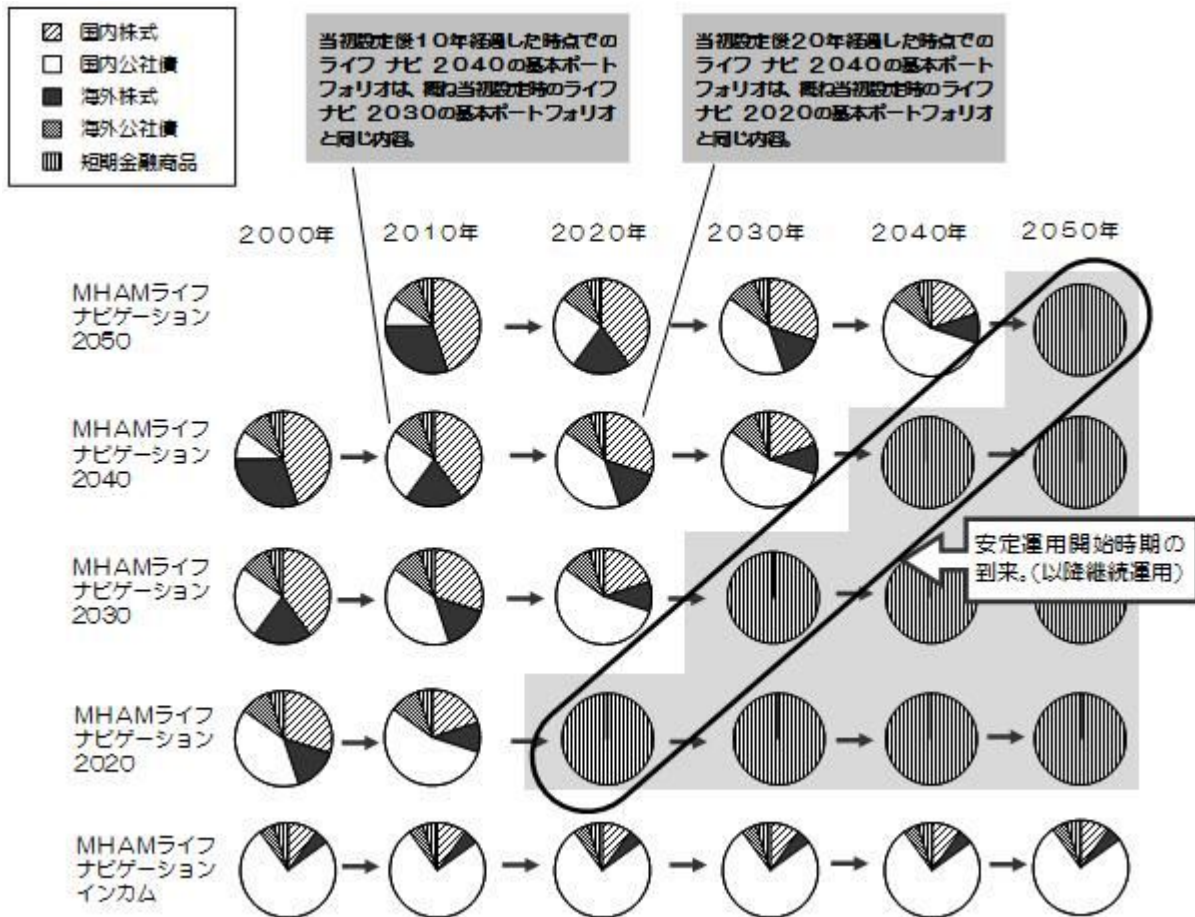 国内株式
国内公社債
海外株式
海外公社債
短期金融商品
当初設定後10年経過した時点での
ライフ ナビ 2040の基本ポート
フォリオは、概ね当初設定時のライフ
ナビ 2030の基本ポートフォリオ
と同じ内容。
当初設定後20年経過した時点での
ライフ ナビ 2040の基本ポート
フォリオは、概ね当初設定時のライフ
ナビ 2020の基本ポートフォリオ
と同じ内容。
2000年 2010年 2020年 2030年 2040年 2050年
MHAMライフ
ナビゲーション
2050
MHAMライフ
ナビゲーション
2040
安定運用開始時期の
到来。(以降継続運用)
MHAMライフ
ナビゲーション
2030
MHAMライフ
ナビゲーション
2020
MHAMライフ
ナビゲーション
インカム